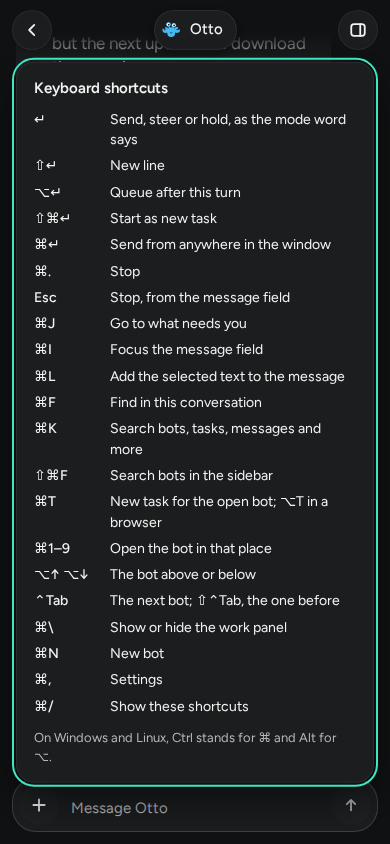 Otto
but the next up download
Keyboard shortcuts
↵ Send, steer or hold, as the mode word
says
⇧↵ New line
⌥↵ Queue after this turn
⇧⌘↵ Start as new task
⌘↵ Send from anywhere in the window
⌘. Stop
Esc Stop, from the message field
⌘J Go to what needs you
⌘I Focus the message field
⌘L Add the selected text to the message
⌘F Find in this conversation
⌘K Search bots, tasks, messages and
more
⇧⌘F Search bots in the sidebar
⌘T New task for the open bot; ⌥T in a
browser
⌘1–9 Open the bot in that place
⌥↑ ⌥↓ The bot above or below
⌃Tab The next bot; ⇧⌃Tab, the one before
⌘\ Show or hide the work panel
⌘N New bot
⌘, Settings
⌘/ Show these shortcuts
On Windows and Linux, Ctrl stands for ⌘ and Alt for
⌥.
Message Otto